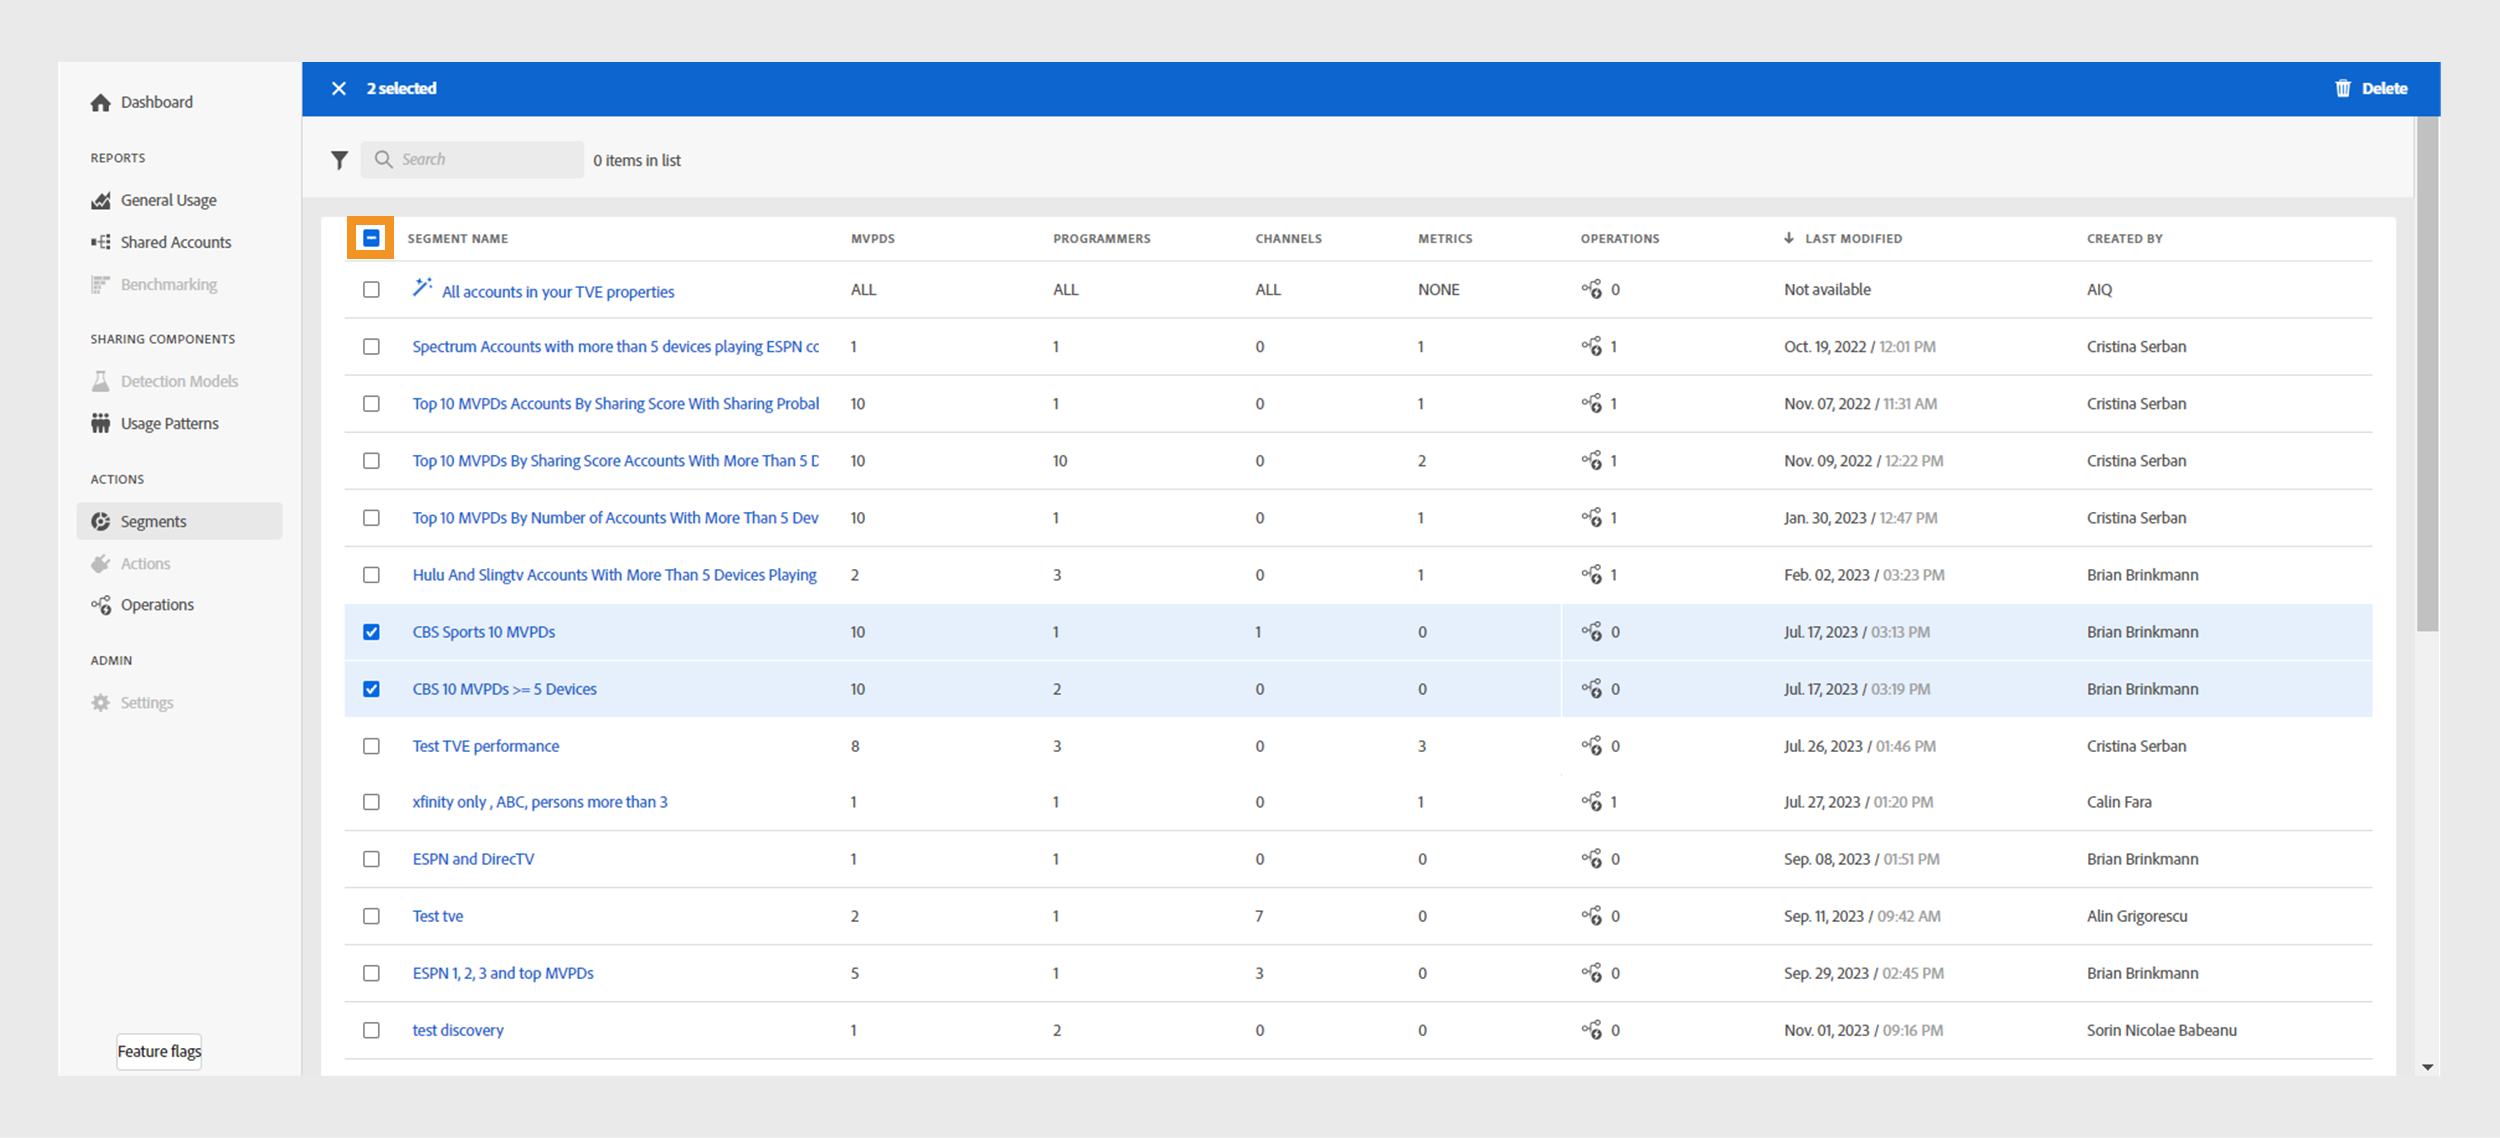 Dashboard
REPORTS
General Usage
Shared Accounts
Benchmarking
SHARING COMPONENTS
Detection Models
Usage Patterns
ACTIONS
Segments
Actions
Operations
ADMIN
Settings
Feature flags
2 selected Delete
Search 0 items in list
SEGMENT NAME MVPDS PROGRAMMERS CHANNELS METRICS OPERATIONS LAST MODIFIED CREATED BY
All accounts in your TVE properties ALL ALL ALL NONE 0 Not available AIQ
Spectrum Accounts with more than 5 devices playing ESPN cc 1 1 0 1 1 Oct. 19, 2022 / 12:01 PM Cristina Serban
Top 10 MVPDs Accounts By Sharing Score With Sharing Probal 10 1 0 1 1 Nov. 07, 2022 / 11:31 AM Cristina Serban
Top 10 MVPDs By Sharing Score Accounts With More Than 5 D 10 10 0 2 1 Nov. 09, 2022 / 12:22 PM Cristina Serban
Top 10 MVPDs By Number of Accounts With More Than 5 Dev 10 1 0 1 1 Jan. 30, 2023 / 12:47 PM Cristina Serban
Hulu And Slingtv Accounts With More Than 5 Devices Playing 2 3 0 1 1 Feb. 02, 2023 / 03:23 PM Brian Brinkmann
CBS Sports 10 MVPDs 10 1 1 0 0 Jul. 17, 2023 / 03:13 PM Brian Brinkmann
CBS 10 MVPDs >= 5 Devices 10 2 0 0 0 Jul. 17, 2023 / 03:19 PM Brian Brinkmann
Test TVE performance 8 3 0 3 0 Jul. 26, 2023 / 01:46 PM Cristina Serban
xfinity only , ABC, persons more than 3 1 1 0 1 1 Jul. 27, 2023 / 01:20 PM Calin Fara
ESPN and DirecTV 1 1 0 0 0 Sep. 08, 2023 / 01:51 PM Brian Brinkmann
Test tve 2 1 7 0 0 Sep. 11, 2023 / 09:42 AM Alin Grigorescu
ESPN 1, 2, 3 and top MVPDs 5 1 3 0 0 Sep. 29, 2023 / 02:45 PM Brian Brinkmann
test discovery 1 2 0 0 0 Nov. 01, 2023 / 09:16 PM Sorin Nicolae Babeanu